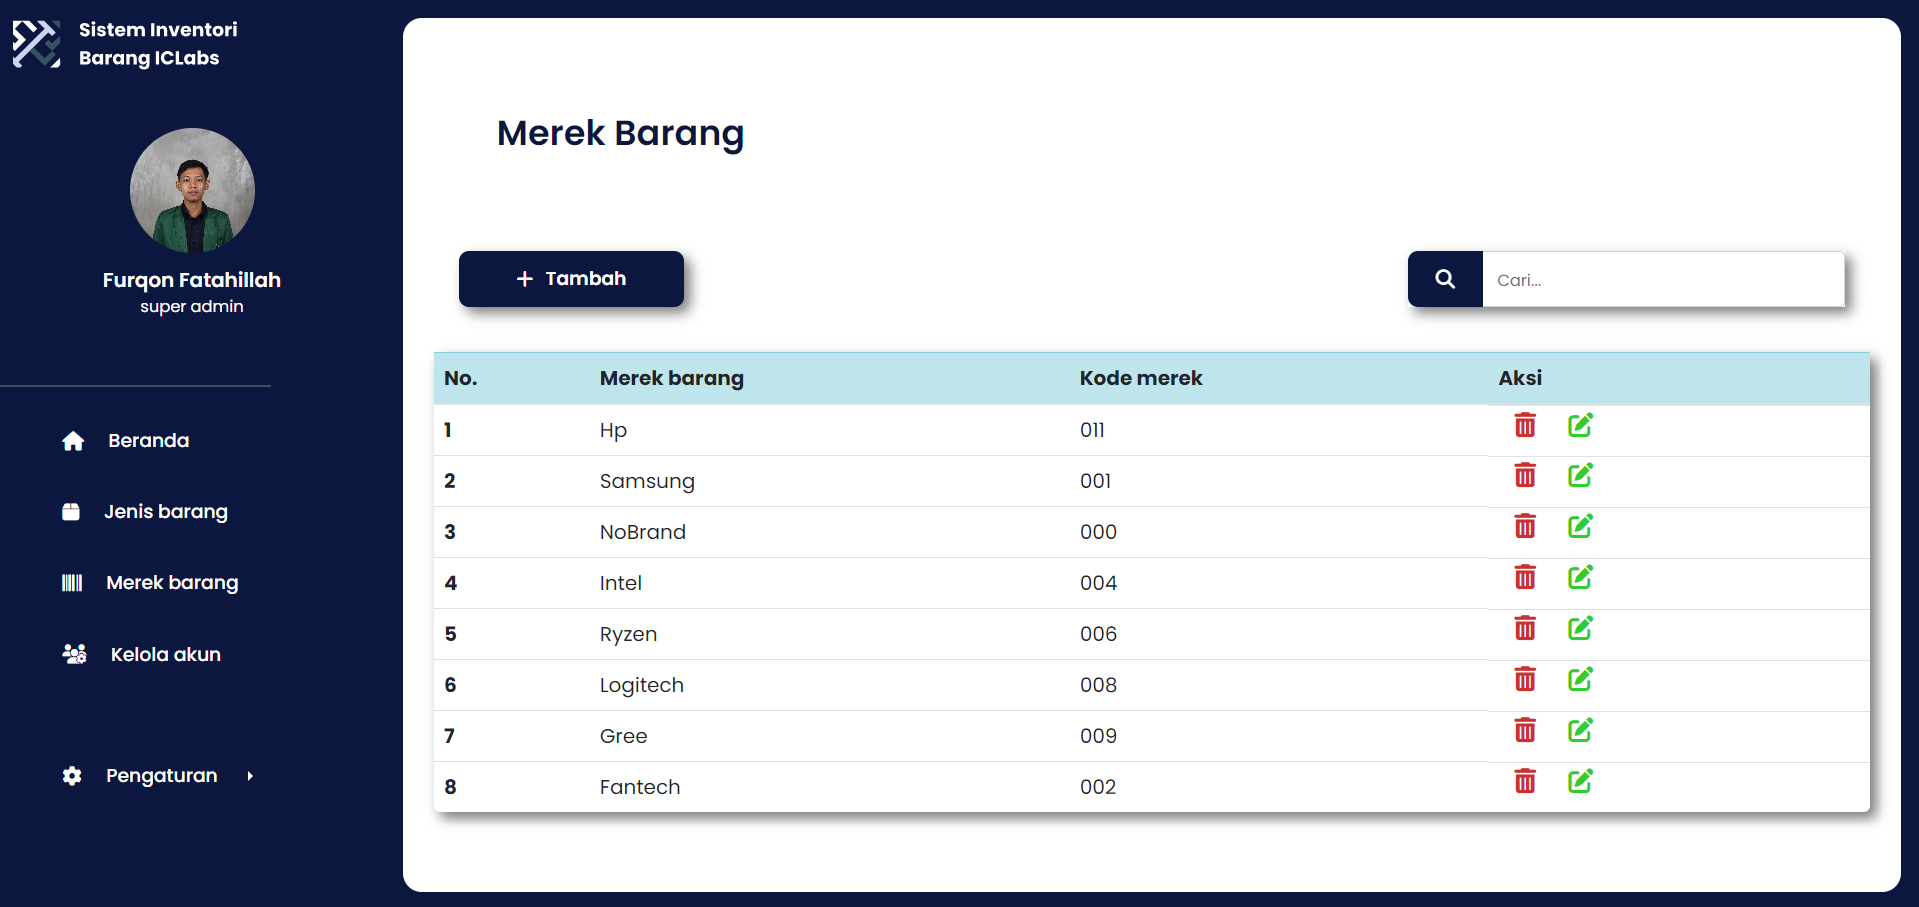 Sistem Inventori
Barang ICLabs
Furqon Fatahillah
super admin
Beranda
Jenis barang
Merek barang
Kelola akun
Pengaturan
Merek Barang
+ Tambah
Cari...
No. Merek barang Kode merek Aksi
1 Hp 011
2 Samsung 001
3 NoBrand 000
4 Intel 004
5 Ryzen 006
6 Logitech 008
7 Gree 009
8 Fantech 002